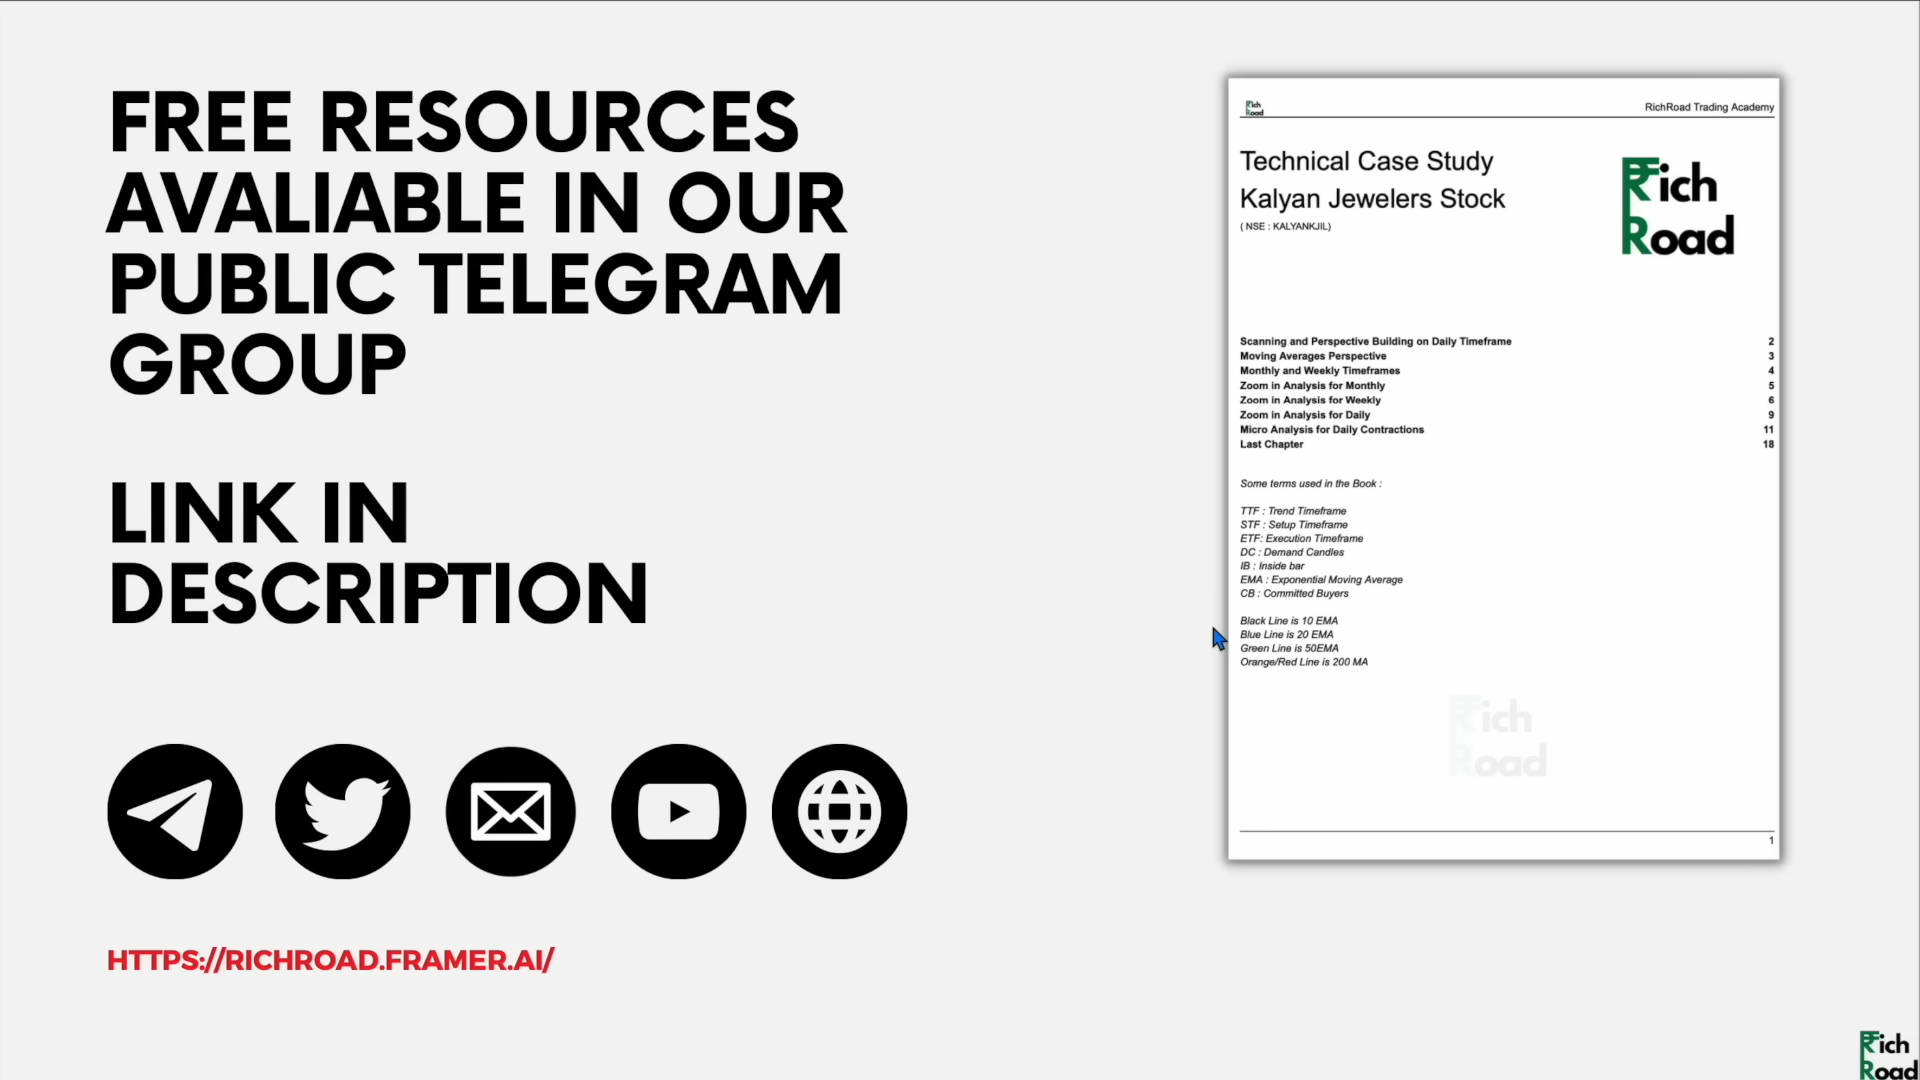 FREE RESOURCES
AVALIABLE IN OUR
PUBLIC TELEGRAM
GROUP
LINK IN
DESCRIPTION
HTTPS://RICHROAD.FRAMER.AI/
Rich
Road
RichRoad Trading Academy
Technical Case Study
Kalyan Jewelers Stock
( NSE : KALYANKJIL)
Rich
Road
Scanning and Perspective Building on Daily Timeframe 2
Moving Averages Perspective 3
Monthly and Weekly Timeframes 4
Zoom in Analysis for Monthly 5
Zoom in Analysis for Weekly 6
Zoom in Analysis for Daily 9
Micro Analysis for Daily Contractions 11
Last Chapter 18
Some terms used in the Book :
TTF : Trend Timeframe
STF : Setup Timeframe
ETF: Execution Timeframe
DC : Demand Candles
IB : Inside bar
EMA : Exponential Moving Average
CB : Committed Buyers
Black Line is 10 EMA
Blue Line is 20 EMA
Green Line is 50EMA
Orange/Red Line is 200 MA
Rich
Road
1
Rich
Road